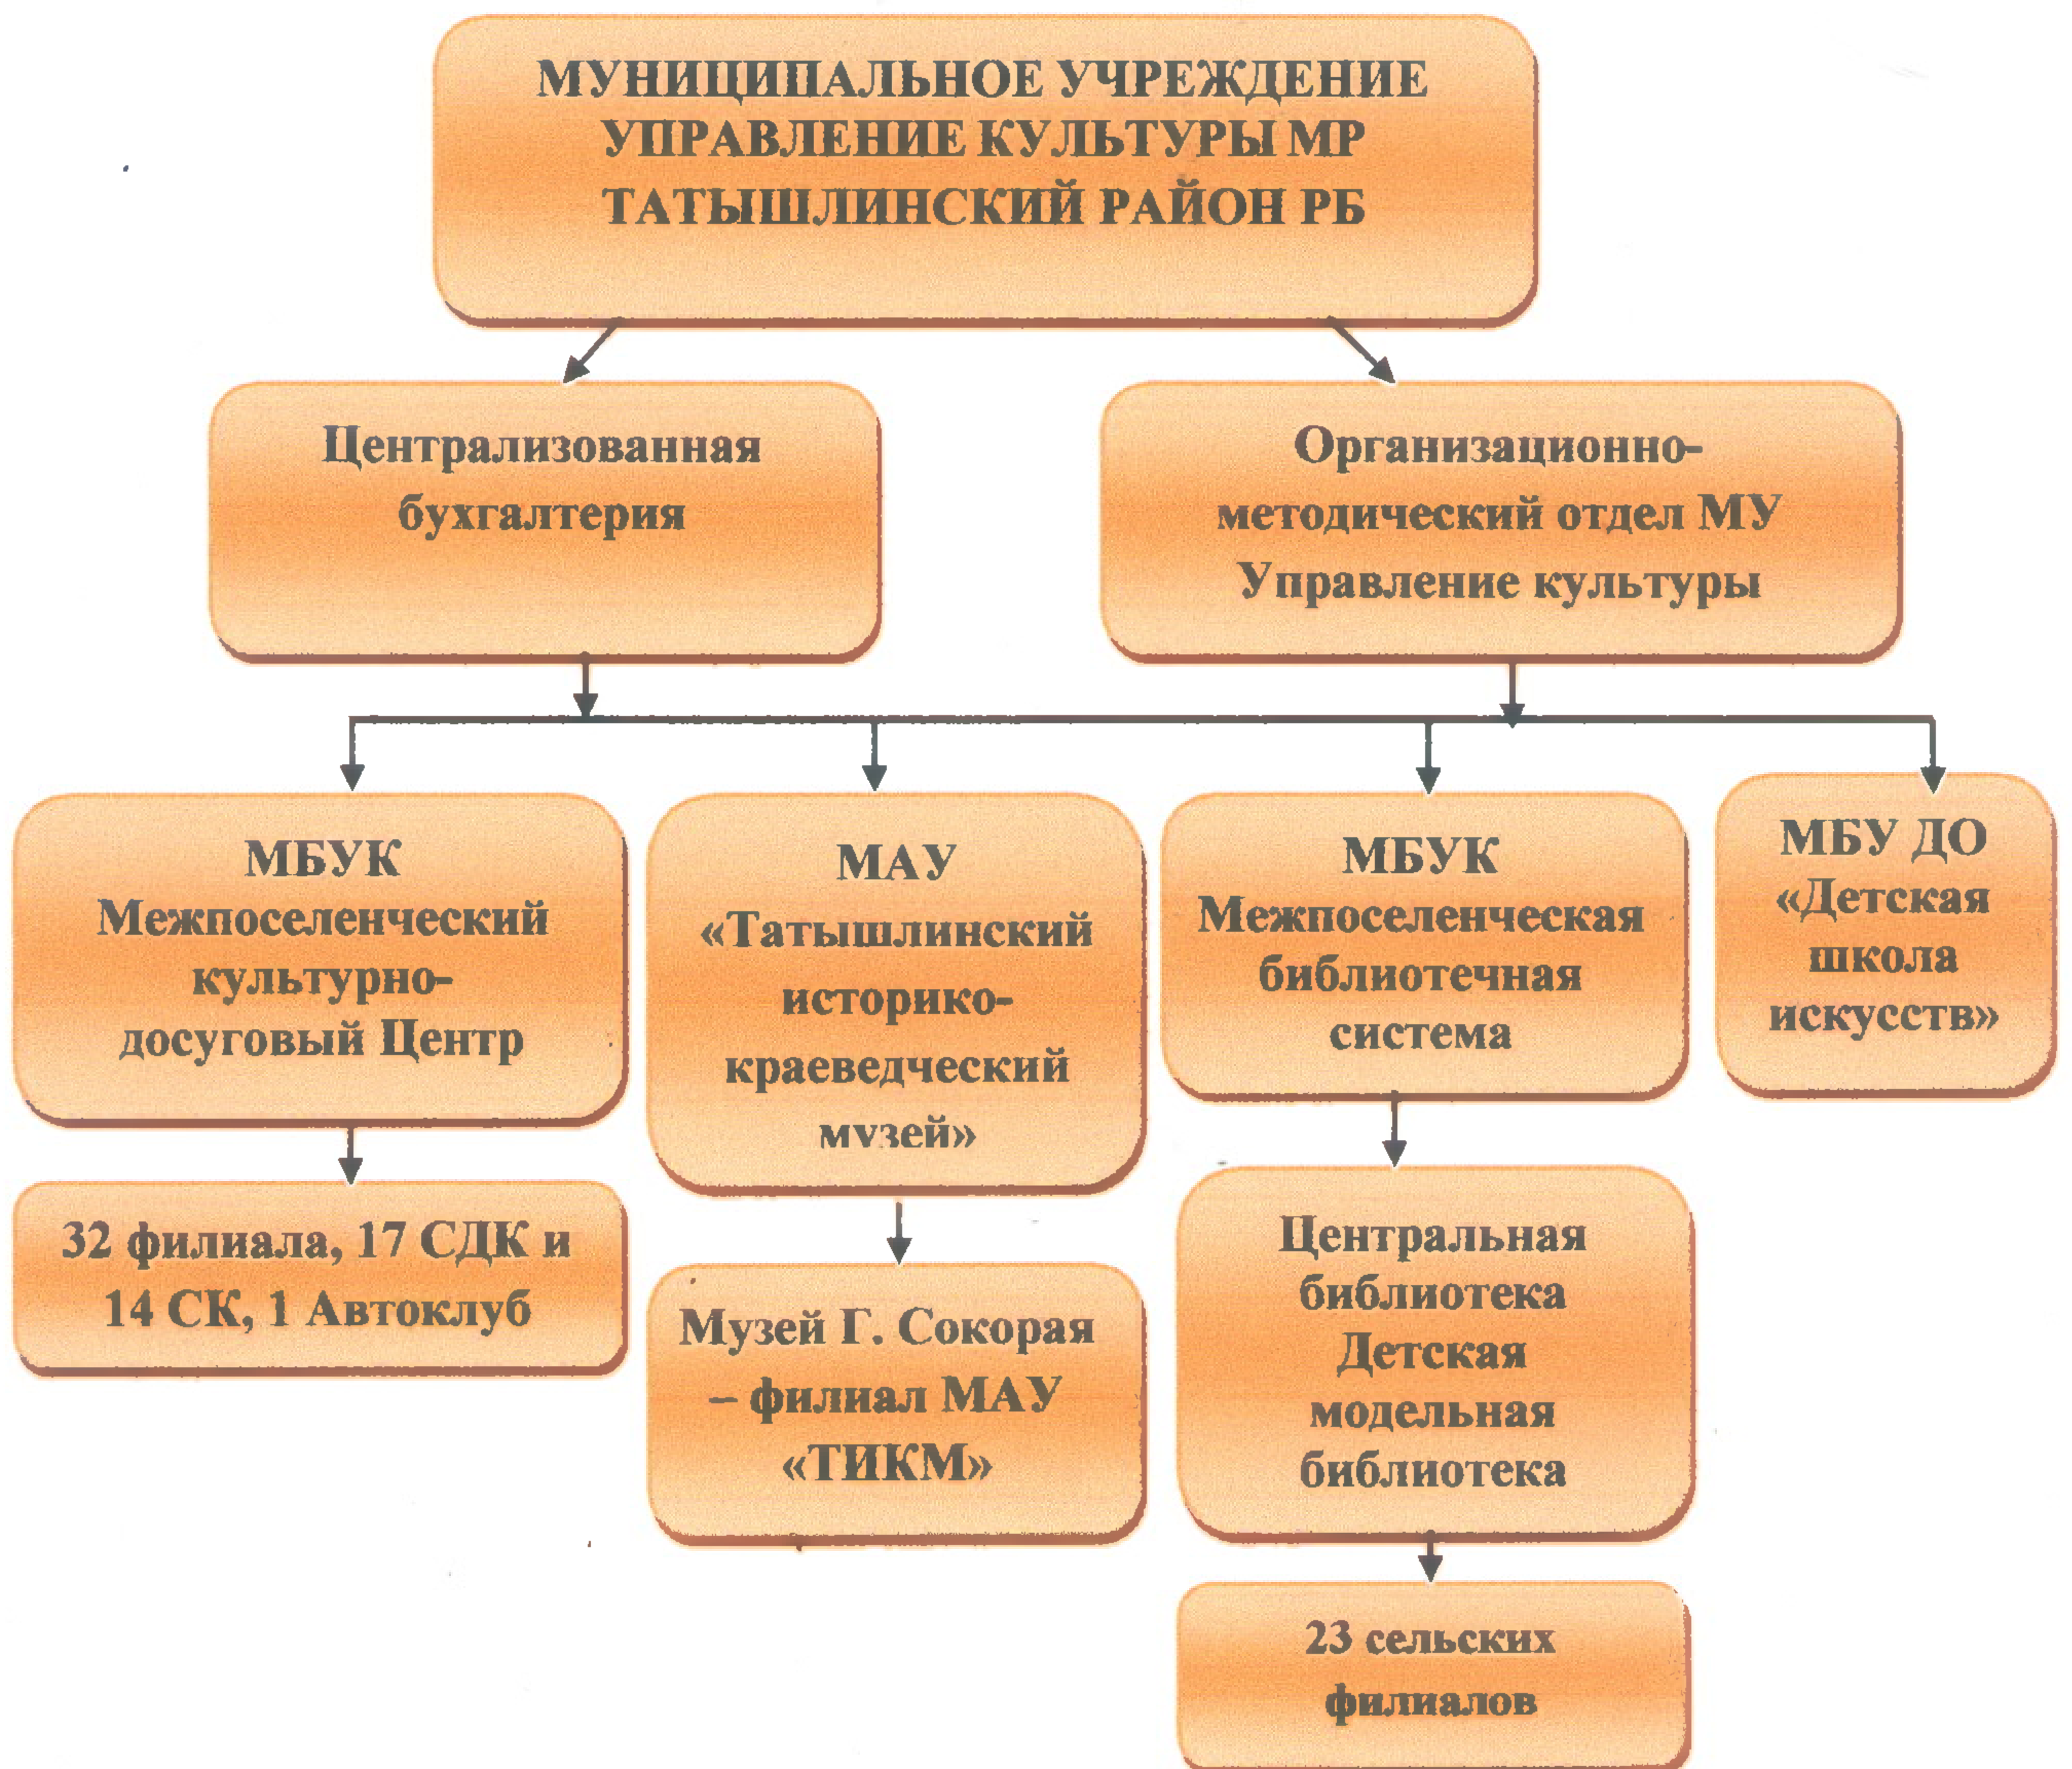 МУНИЦИПАЛЬНОЕ УЧРЕЖДЕНИЕ
УПРАВЛЕНИЕ КУЛЬТУРЫ МР
ТАТЫШЛИНСКИЙ РАЙОН РБ
Централизованная
бухгалтерия
Организационно-
методический отдел МУ
Управление культуры
МБУК
Межпоселенческий
культурно-
досуговый Центр
МАУ
«Татышлинский
историко-
краеведческий
музей»
МБУК
Межпоселенческая
библиотечная
система
МБУ ДО
«Детская
школа
искусств»
32 филиала, 17 СДК и
14 СК, 1 Автоклуб
Музей Г. Сокорая
– филиал МАУ
«ТИКМ»
Центральная
библиотека
Детская
модельная
библиотека
23 сельских
филиалов